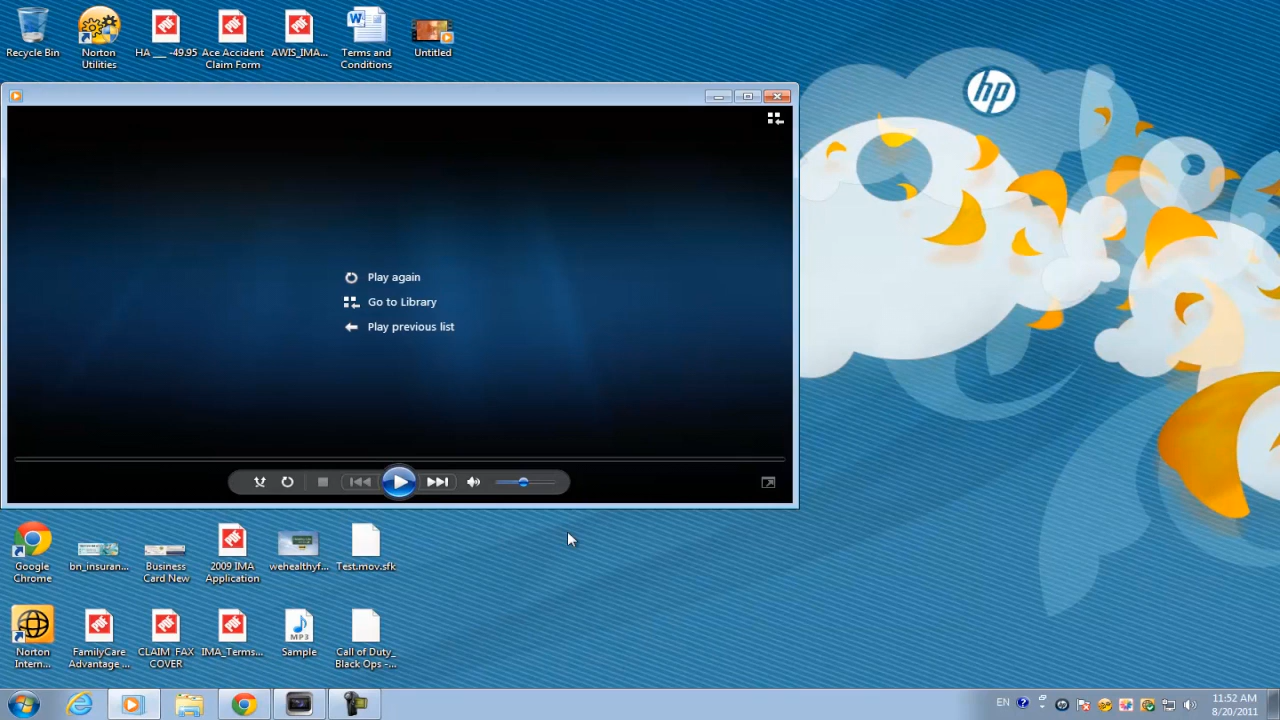 Recycle Bin
Norton
Utilities
HA ___ -49.95
Ace Accident
Claim Form
AWIS_IMA...
Terms and
Conditions
Untitled
hp
Play again
Go to Library
Play previous list
Google
Chrome
bn_insuran...
Business
Card New
2009 IMA
Application
wehealthyf...
Test.mov.sfk
Norton
Intern...
FamilyCare
Advantage ...
CLAIM_FAX
COVER
IMA_Terms...
MP3
Sample
Call of Duty_
Black Ops -...
EN
11:52 AM
8/20/2011